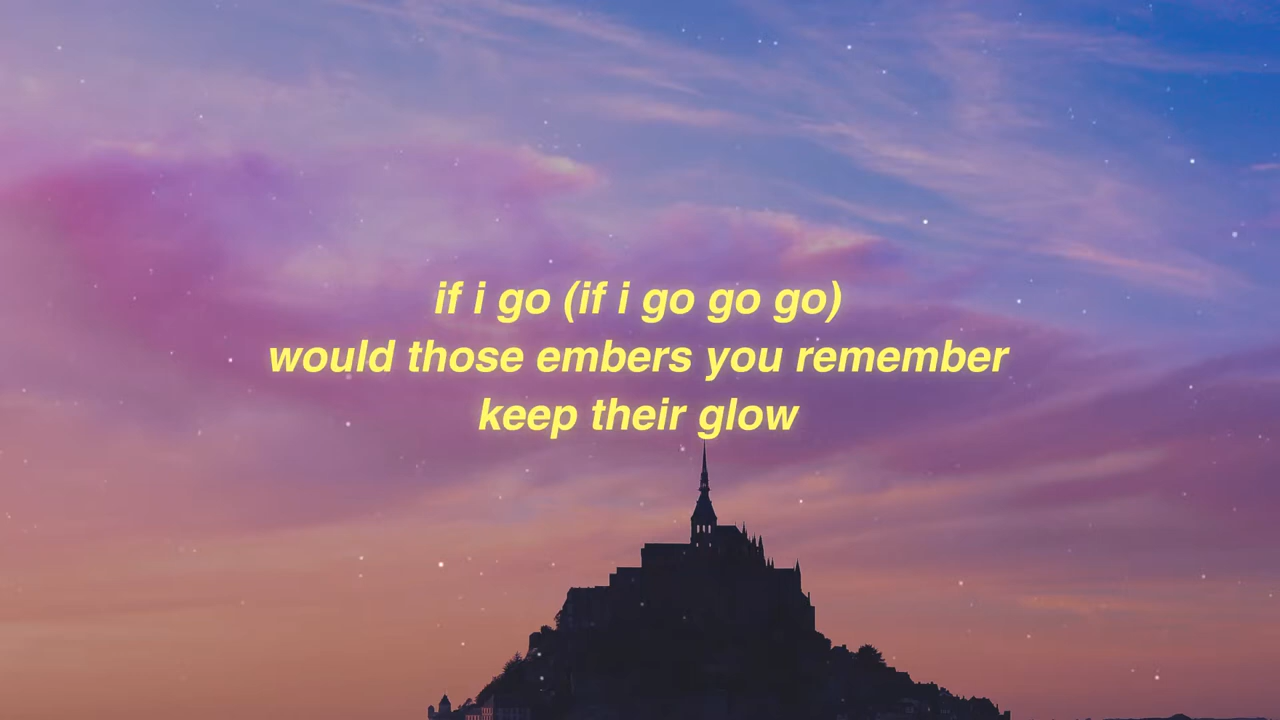 if i go (if i go go go)
would those embers you remember
keep their glow